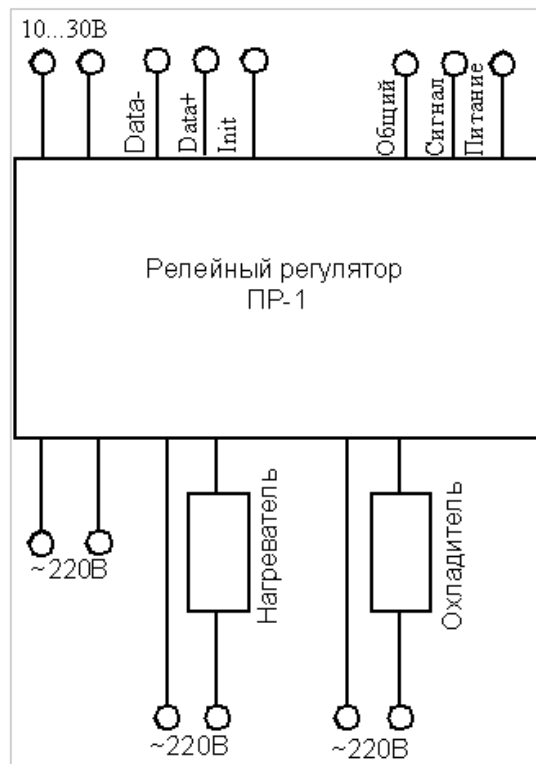 10...30В
Data-
Data+
Init
Общий
Сигнал
Питание
Релейный регулятор
ПР-1
Нагреватель
Охладитель
~220В
~220В
~220В